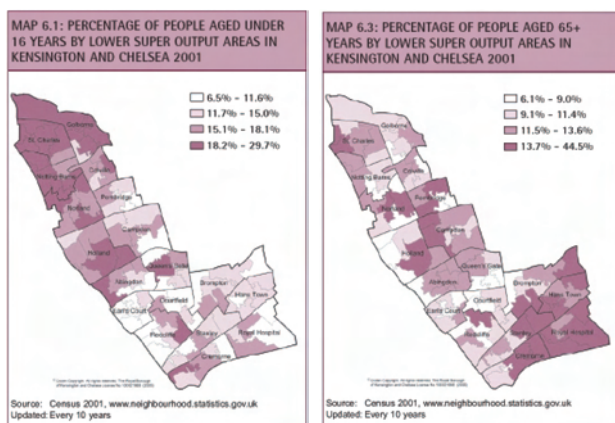 MAP 6.1: PERCENTAGE OF PEOPLE AGED UNDER
16 YEARS BY LOWER SUPER OUTPUT AREAS IN
KENSINGTON AND CHELSEA 2001
6.5% - 11.6%
11.7% - 15.0%
15.1% - 18.1%
18.2% - 29.7%
Golborne
St. Charles
Colville
Notting Barns
Pembridge
Norland
Campden
Holland
Queen's Gate
Abingdon
Brompton
Hans Town
Earl's Court
Courtfield
Redcliffe
Stanley
Royal Hospital
Cremorne
Source: Census 2001, www.neighbourhood.statistics.gov.uk
Updated: Every 10 years
MAP 6.3: PERCENTAGE OF PEOPLE AGED 65+
YEARS BY LOWER SUPER OUTPUT AREAS IN
KENSINGTON AND CHELSEA 2001
6.1% - 9.0%
9.1% - 11.4%
11.5% - 13.6%
13.7% - 44.5%
Golborne
St. Charles
Colville
Notting Barns
Pembridge
Norland
Campden
Holland
Queen's Gate
Abingdon
Brompton
Hans Town
Earl's Court
Courtfield
Redcliffe
Stanley
Royal Hospital
Cremorne
Source: Census 2001, www.neighbourhood.statistics.gov.uk
Updated: Every 10 years